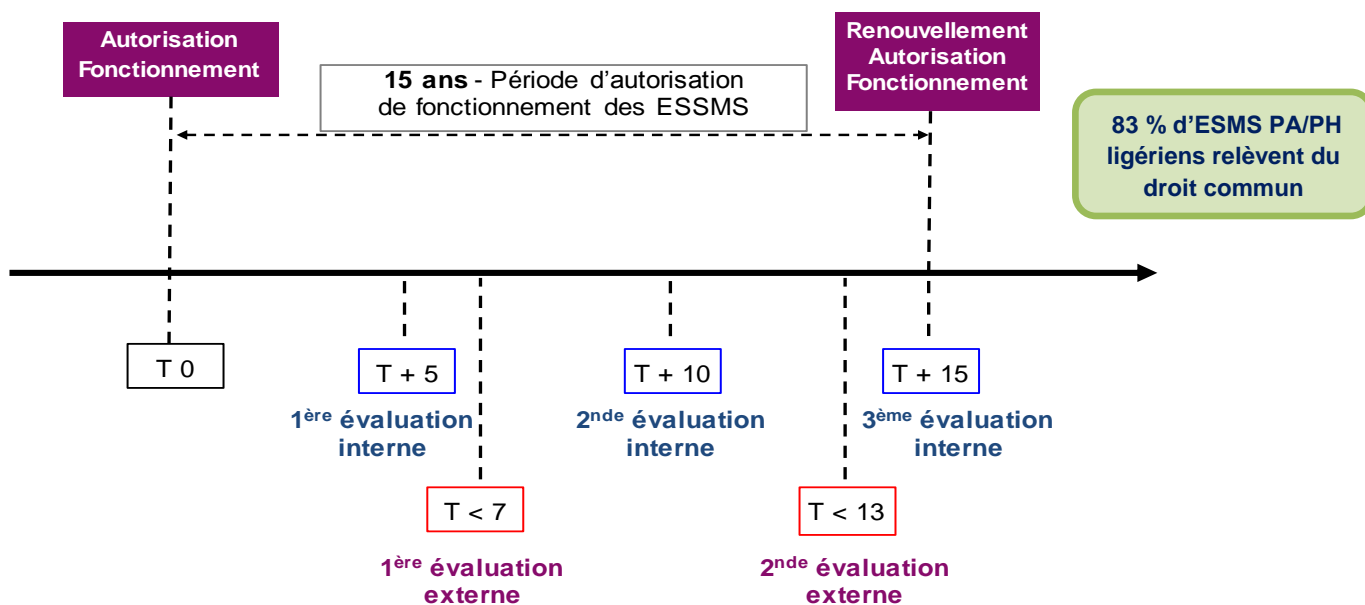 Autorisation
Fonctionnement
15 ans - Période d'autorisation
de fonctionnement des ESSMS
Renouvellement
Autorisation
Fonctionnement
83 % d'ESMS PA/PH
ligériens relèvent du
droit commun
T 0
T + 5
T + 10
T + 15
1ère évaluation
interne
2nde évaluation
interne
3ème évaluation
interne
T < 7
T < 13
1ère évaluation
externe
2nde évaluation
externe